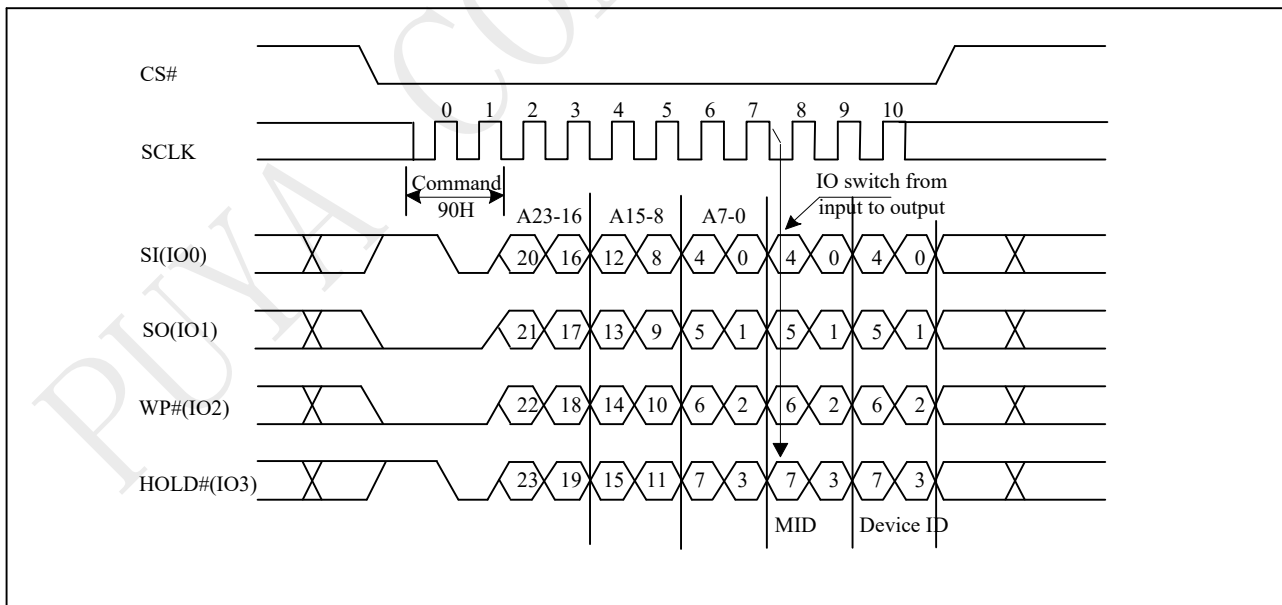 PUYA CO
CS#
0 1 2 3 4 5 6 7 8 9 10
SCLK
Command
90H
IO switch from
input to output
A23-16 A15-8 A7-0
SI(IO0) 20 16 12 8 4 0 4 0 4 0
SO(IO1) 21 17 13 9 5 1 5 1 5 1
WP#(IO2) 22 18 14 10 6 2 6 2 6 2
HOLD#(IO3) 23 19 15 11 7 3 7 3 7 3
MID Device ID